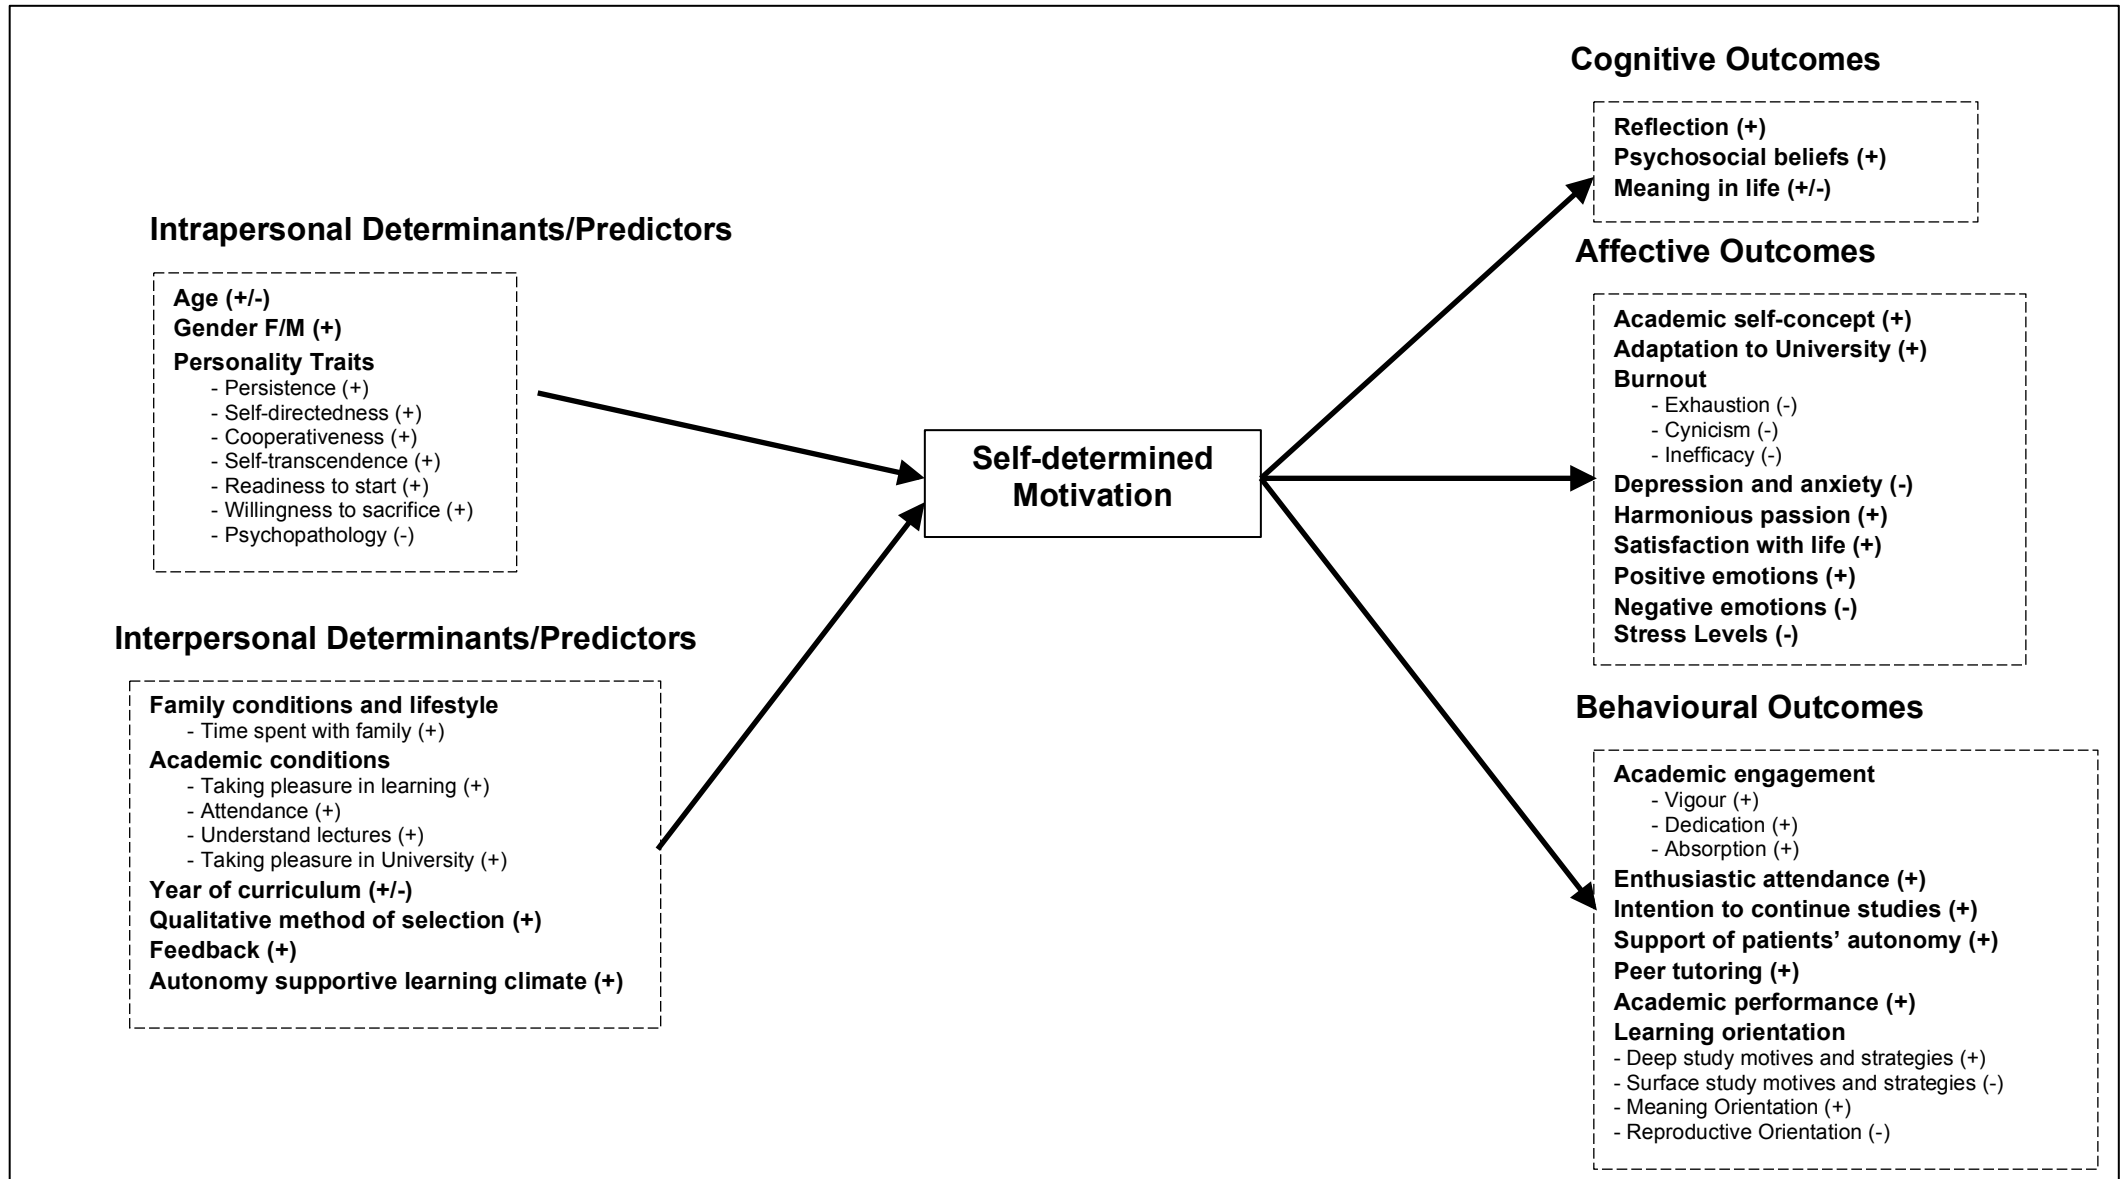 Intrapersonal Determinants/Predictors
Age (+/-)
Gender F/M (+)
Personality Traits
- Persistence (+)
- Self-directedness (+)
- Cooperativeness (+)
- Self-transcendence (+)
- Readiness to start (+)
- Willingness to sacrifice (+)
- Psychopathology (-)
Interpersonal Determinants/Predictors
Family conditions and lifestyle
- Time spent with family (+)
Academic conditions
- Taking pleasure in learning (+)
- Attendance (+)
- Understand lectures (+)
- Taking pleasure in University (+)
Year of curriculum (+/-)
Qualitative method of selection (+)
Feedback (+)
Autonomy supportive learning climate (+)
Self-determined
Motivation
Cognitive Outcomes
Reflection (+)
Psychosocial beliefs (+)
Meaning in life (+/-)
Affective Outcomes
Academic self-concept (+)
Adaptation to University (+)
Burnout
- Exhaustion (-)
- Cynicism (-)
- Inefficacy (-)
Depression and anxiety (-)
Harmonious passion (+)
Satisfaction with life (+)
Positive emotions (+)
Negative emotions (-)
Stress Levels (-)
Behavioural Outcomes
Academic engagement
- Vigour (+)
- Dedication (+)
- Absorption (+)
Enthusiastic attendance (+)
Intention to continue studies (+)
Support of patients’ autonomy (+)
Peer tutoring (+)
Academic performance (+)
Learning orientation
- Deep study motives and strategies (+)
- Surface study motives and strategies (-)
- Meaning Orientation (+)
- Reproductive Orientation (-)